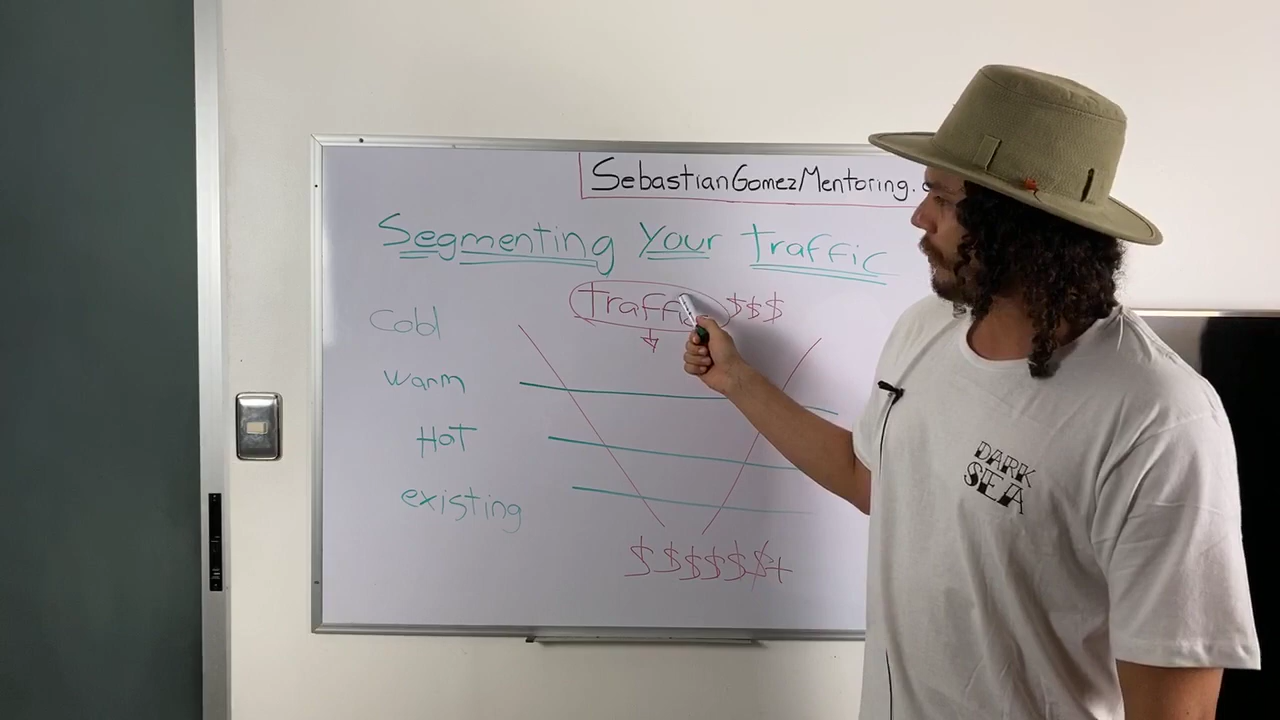 SebastianGomezMentoring.
Segmenting Your Traffic
Traffic $$$
Cold
Warm
Hot
existing
$$$$$$+
DARK
SEA